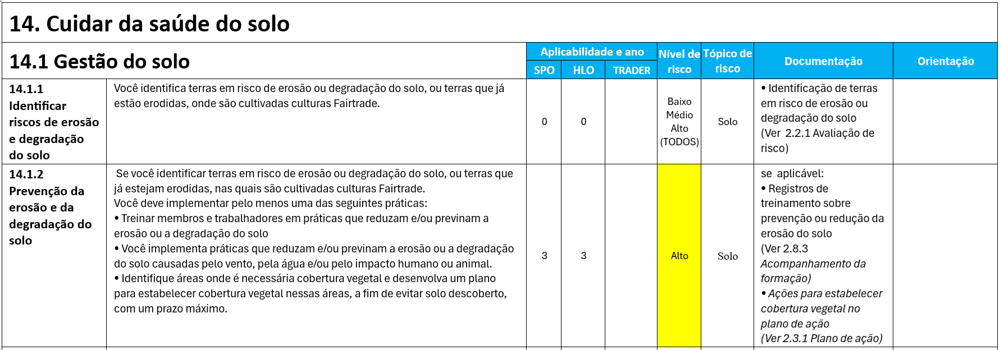 14. Cuidar da saúde do solo
14.1 Gestão do solo
Aplicabilidade e ano
SPO
HLO
TRADER
Nível de
risco
Tópico de
risco
Documentação
Orientação
14.1.1
Identificar
riscos de erosão
e degradação
do solo
Você identifica terras em risco de erosão ou degradação do solo, ou terras que já
estão erodidas, onde são cultivadas culturas Fairtrade.
0
0
Baixo
Médio
Alto
(TODOS)
Solo
• Identificação de terras
em risco de erosão ou
degradação do solo
(Ver 2.2.1 Avaliação de
risco)
14.1.2
Prevenção da
erosão e da
degradação do
solo
Se você identificar terras em risco de erosão ou degradação do solo, ou terras que
já estejam erodidas, nas quais são cultivadas culturas Fairtrade.
Você deve implementar pelo menos uma das seguintes práticas:
• Treinar membros e trabalhadores em práticas que reduzam e/ou previnam a
erosão ou a degradação do solo
• Você implementa práticas que reduzam e/ou previnam a erosão ou a degradação
do solo causadas pelo vento, pela água e/ou pelo impacto humano ou animal.
• Identifique áreas onde é necessária cobertura vegetal e desenvolva um plano
para estabelecer cobertura vegetal nessas áreas, a fim de evitar solo descoberto,
com um prazo máximo.
3
3
Alto
Solo
se aplicável:
• Registros de
treinamento sobre
prevenção ou redução da
erosão do solo
(Ver 2.8.3
Acompanhamento da
formação)
• Ações para estabelecer
cobertura vegetal no
plano de ação
(Ver 2.3.1 Plano de ação)